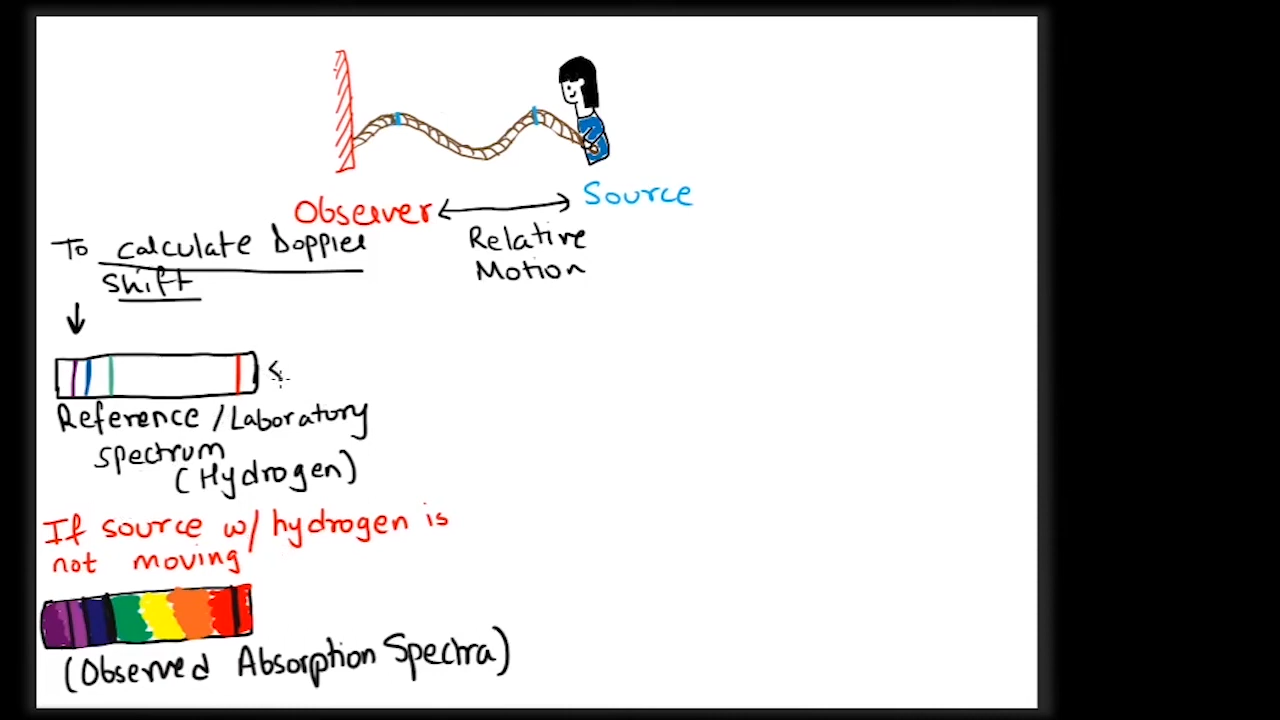 Observer
Source
Relative
Motion
To calculate Doppler
shift
Reference / Laboratory
spectrum
(Hydrogen)
If source w/ hydrogen is
not moving
(Observed Absorption Spectra)